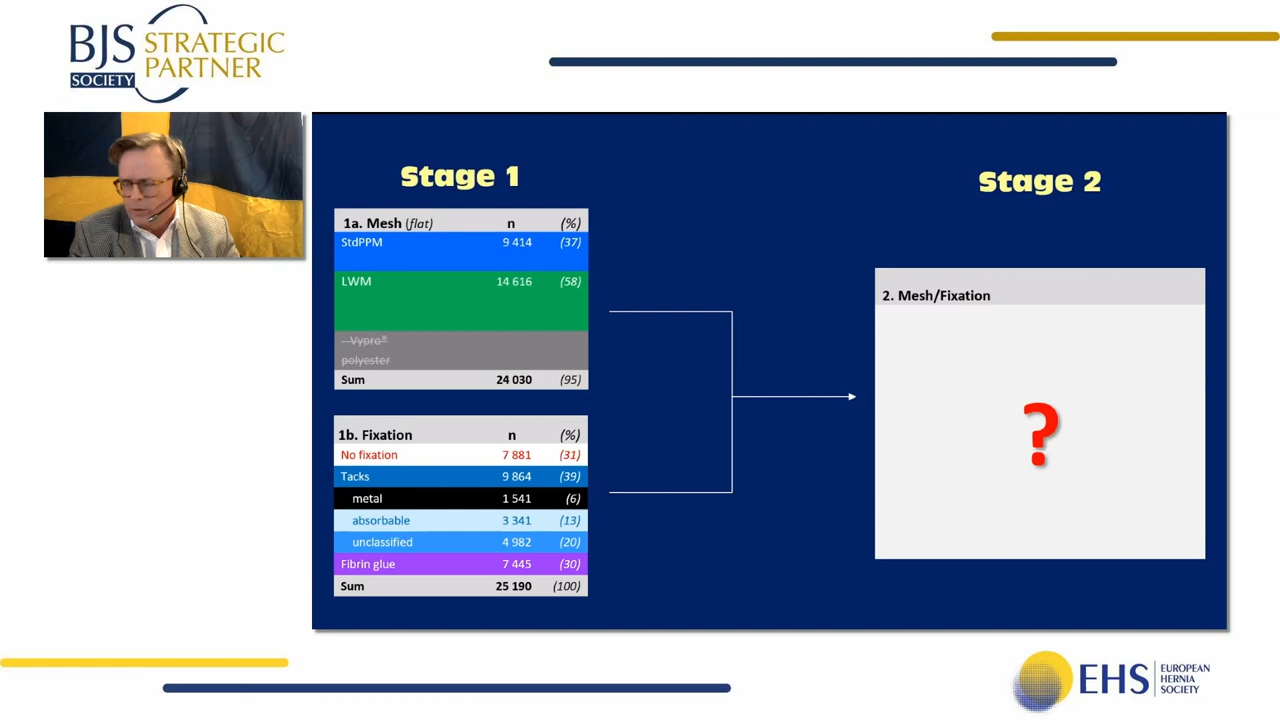 BJS STRATEGIC
SOCIETY PARTNER
Stage 1
1a. Mesh (flat) n (%)
StdPPM 9 414 (37)
LWM 14 616 (58)
– Vypro®
polyester
Sum 24 030 (95)
1b. Fixation n (%)
No fixation 7 881 (31)
Tacks 9 864 (39)
metal 1 541 (6)
absorbable 3 341 (13)
unclassified 4 982 (20)
Fibrin glue 7 445 (30)
Sum 25 190 (100)
Stage 2
2. Mesh/Fixation
?
EHS EUROPEAN
HERNIA
SOCIETY